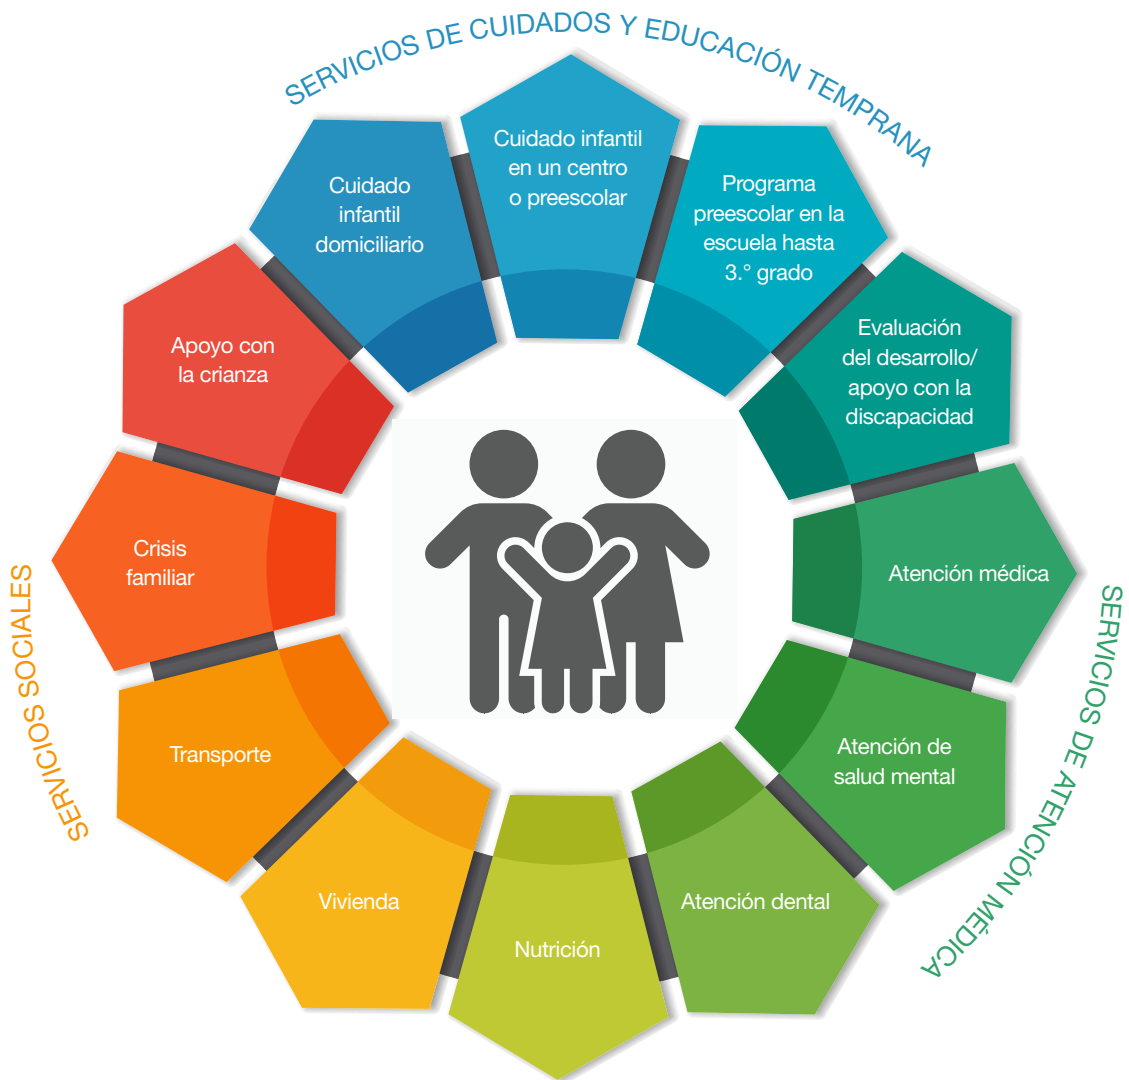 SERVICIOS DE CUIDADOS Y EDUCACIÓN TEMPRANA
Cuidado infantil
en un centro
o preescolar
Programa
preescolar en la
escuela hasta
3.° grado
Evaluación
del desarrollo/
apoyo con la
discapacidad
Atención médica
Atención de
salud mental
Atención dental
Nutrición
Vivienda
Transporte
Crisis
familiar
Apoyo con
la crianza
Cuidado
infantil
domiciliario
SERVICIOS DE ATENCIÓN MÉDICA
SERVICIOS SOCIALES